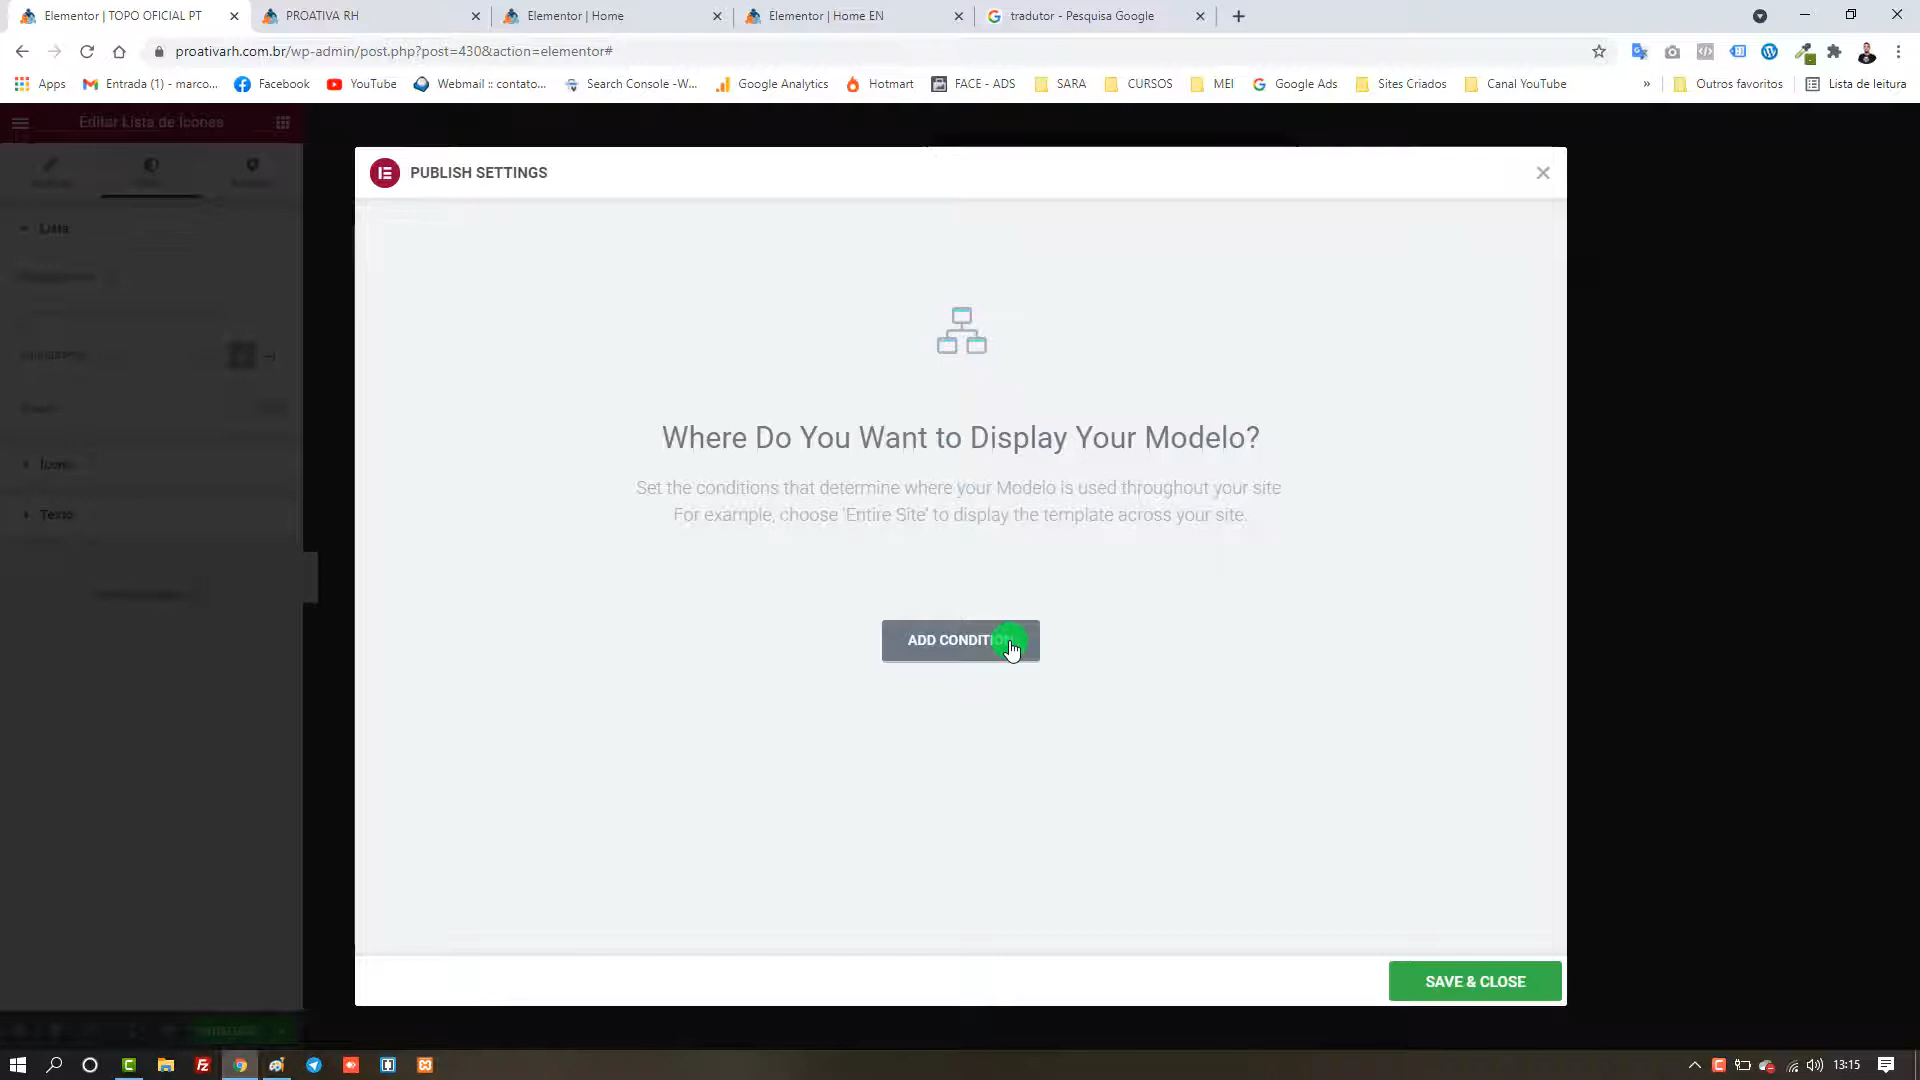 Elementor | TOPO OFICIAL PT
PROATIVA RH
Elementor | Home
Elementor | Home EN
tradutor - Pesquisa Google
proativarh.com.br/wp-admin/post.php?post=430&action=elementor#
Apps
Entrada (1) - marco...
Facebook
YouTube
Webmail :: contato...
Search Console -W...
Google Analytics
Hotmart
FACE - ADS
SARA
CURSOS
MEI
Google Ads
Sites Criados
Canal YouTube
»
Outros favoritos
Lista de leitura
Editar Lista de Ícones
Lista
Ícone
Texto
PUBLISH SETTINGS
Where Do You Want to Display Your Modelo?
Set the conditions that determine where your Modelo is used throughout your site
For example, choose 'Entire Site' to display the template across your site.
ADD CONDITION
SAVE & CLOSE
13:15